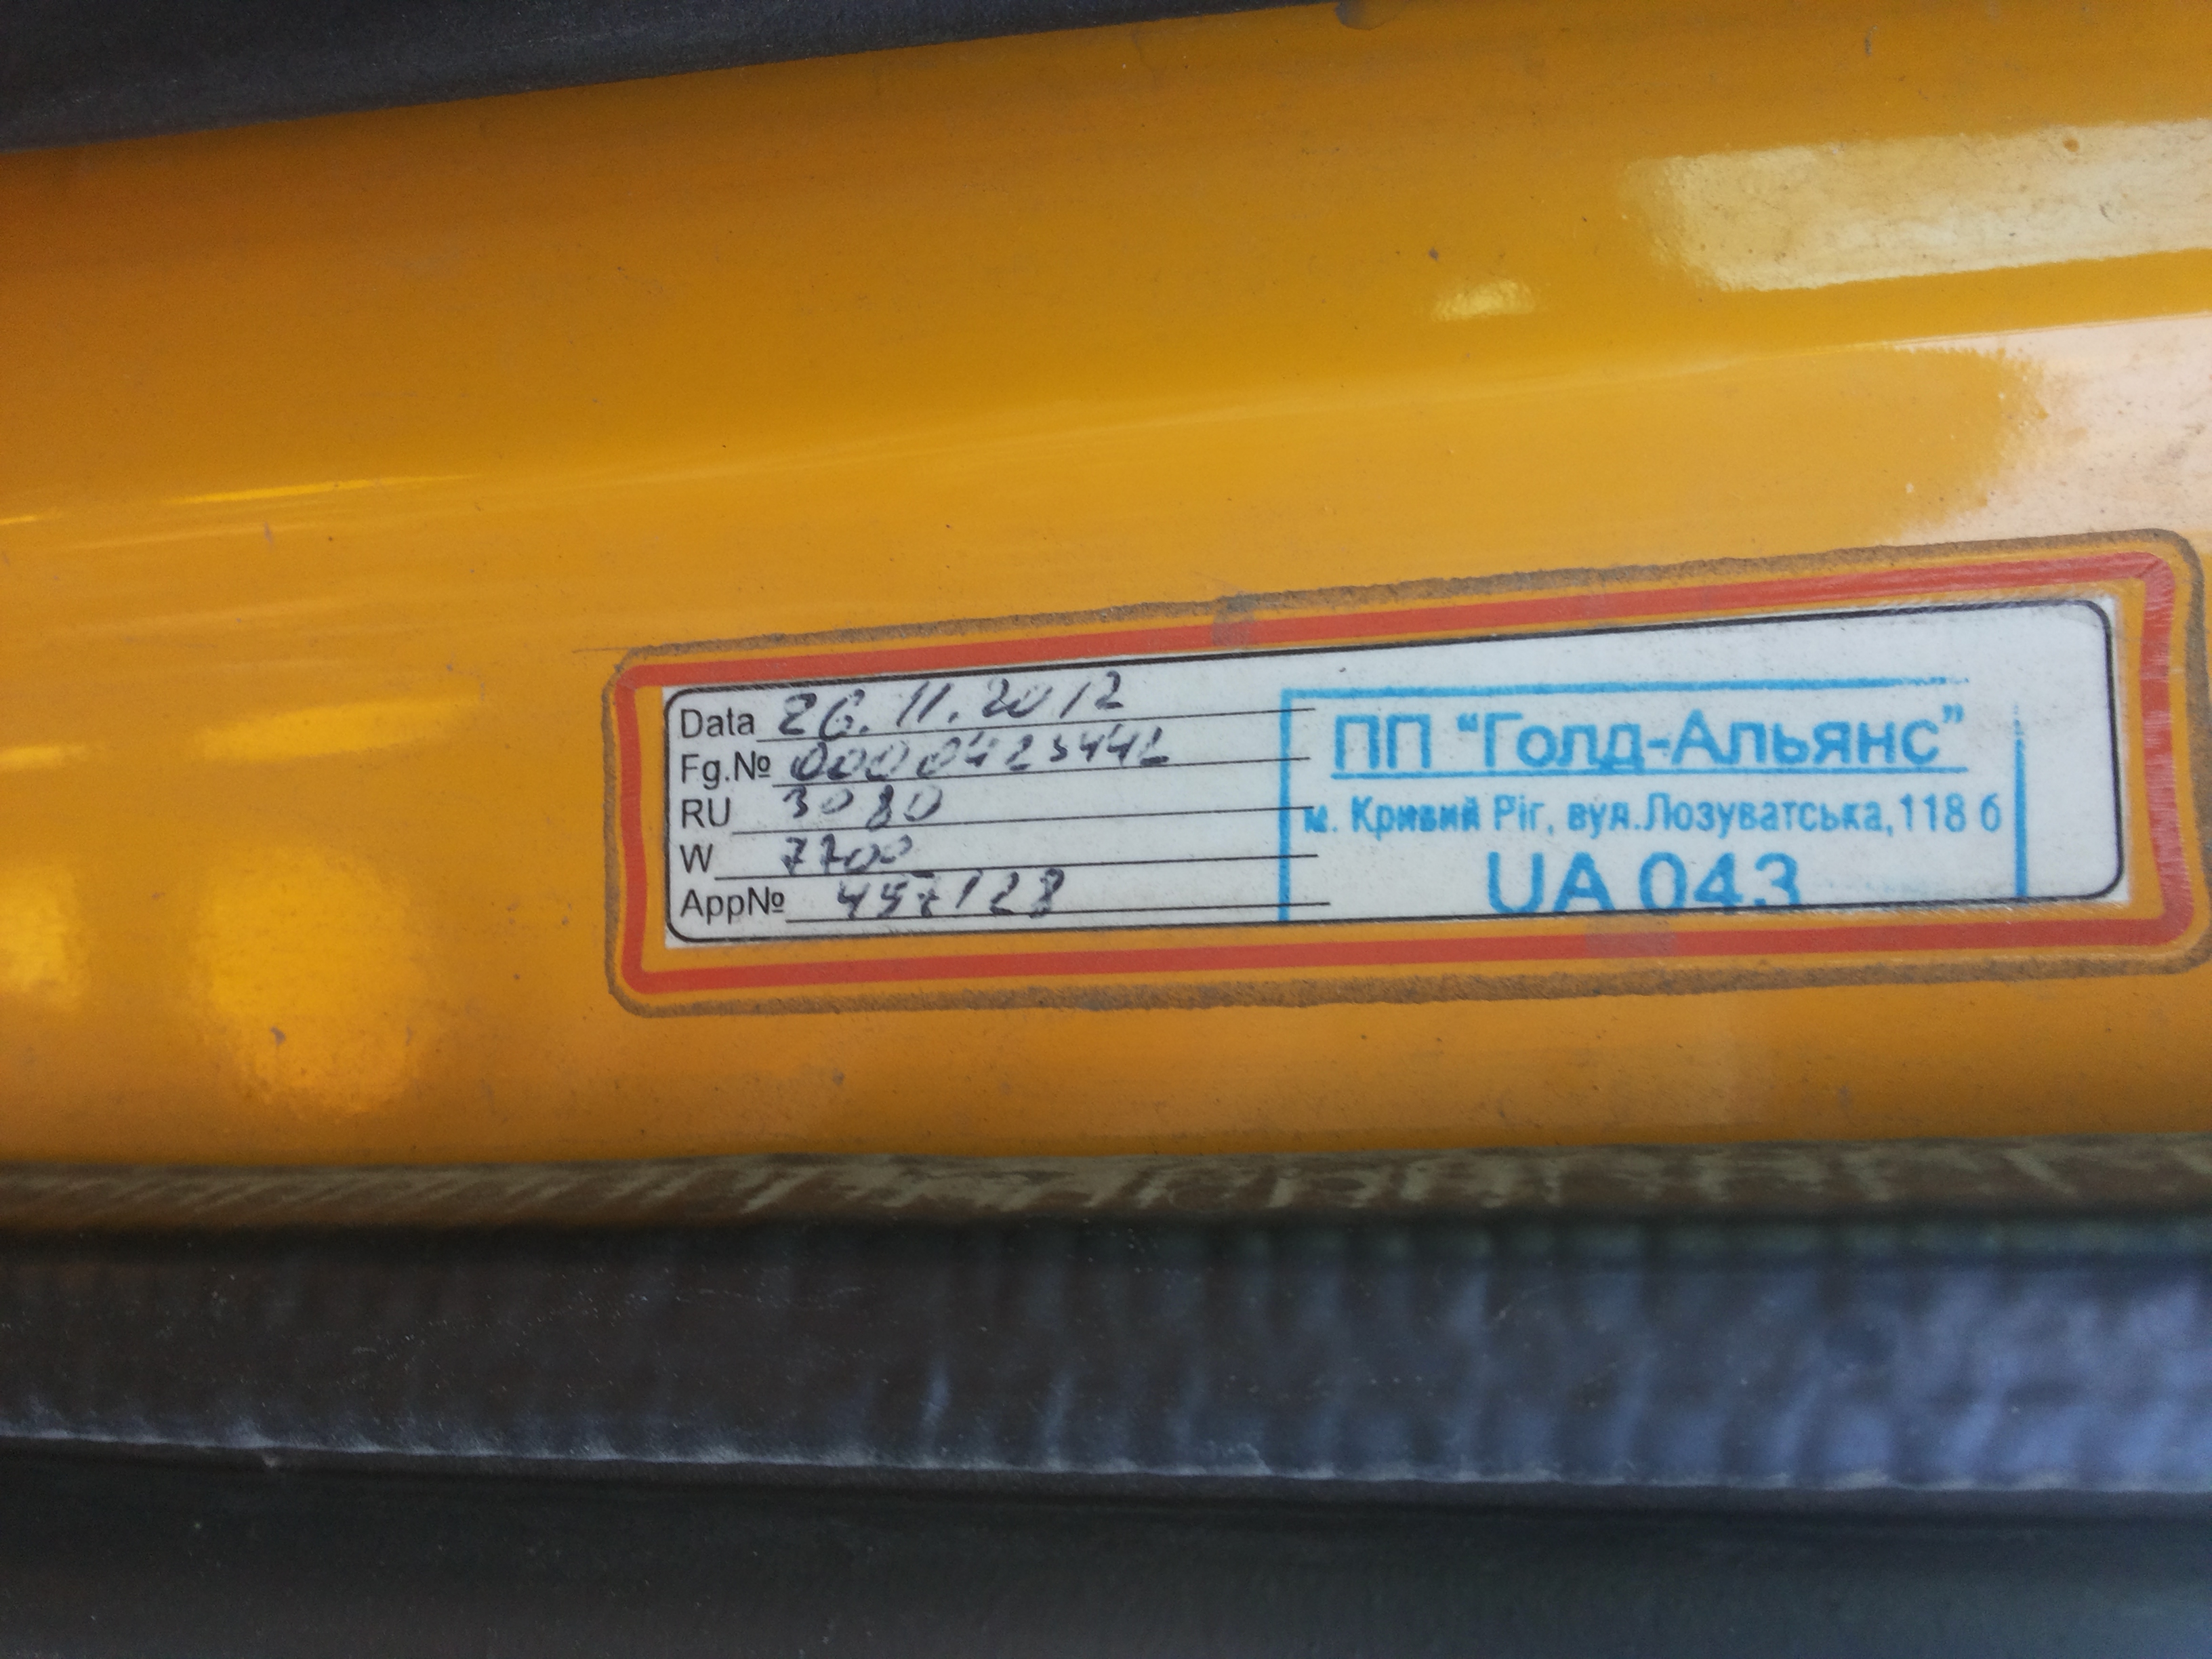 Data 26.11.2012
Fg.№ 0000425442
RU 3080
W 7700
App№ 457128
ПП “Голд-Альянс”
м. Кривий Ріг, вул.Лозуватська, 118 б
UA 043